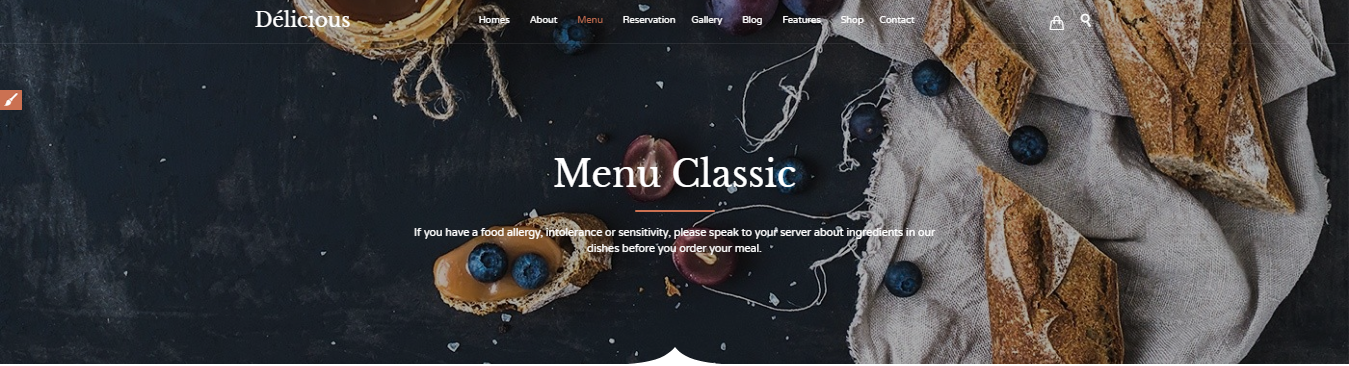 Délicious Homes About Menu Reservation Gallery Blog Features Shop Contact
Menu Classic
If you have a food allergy, intolerance or sensitivity, please speak to your server about ingredients in our
dishes before you order your meal.